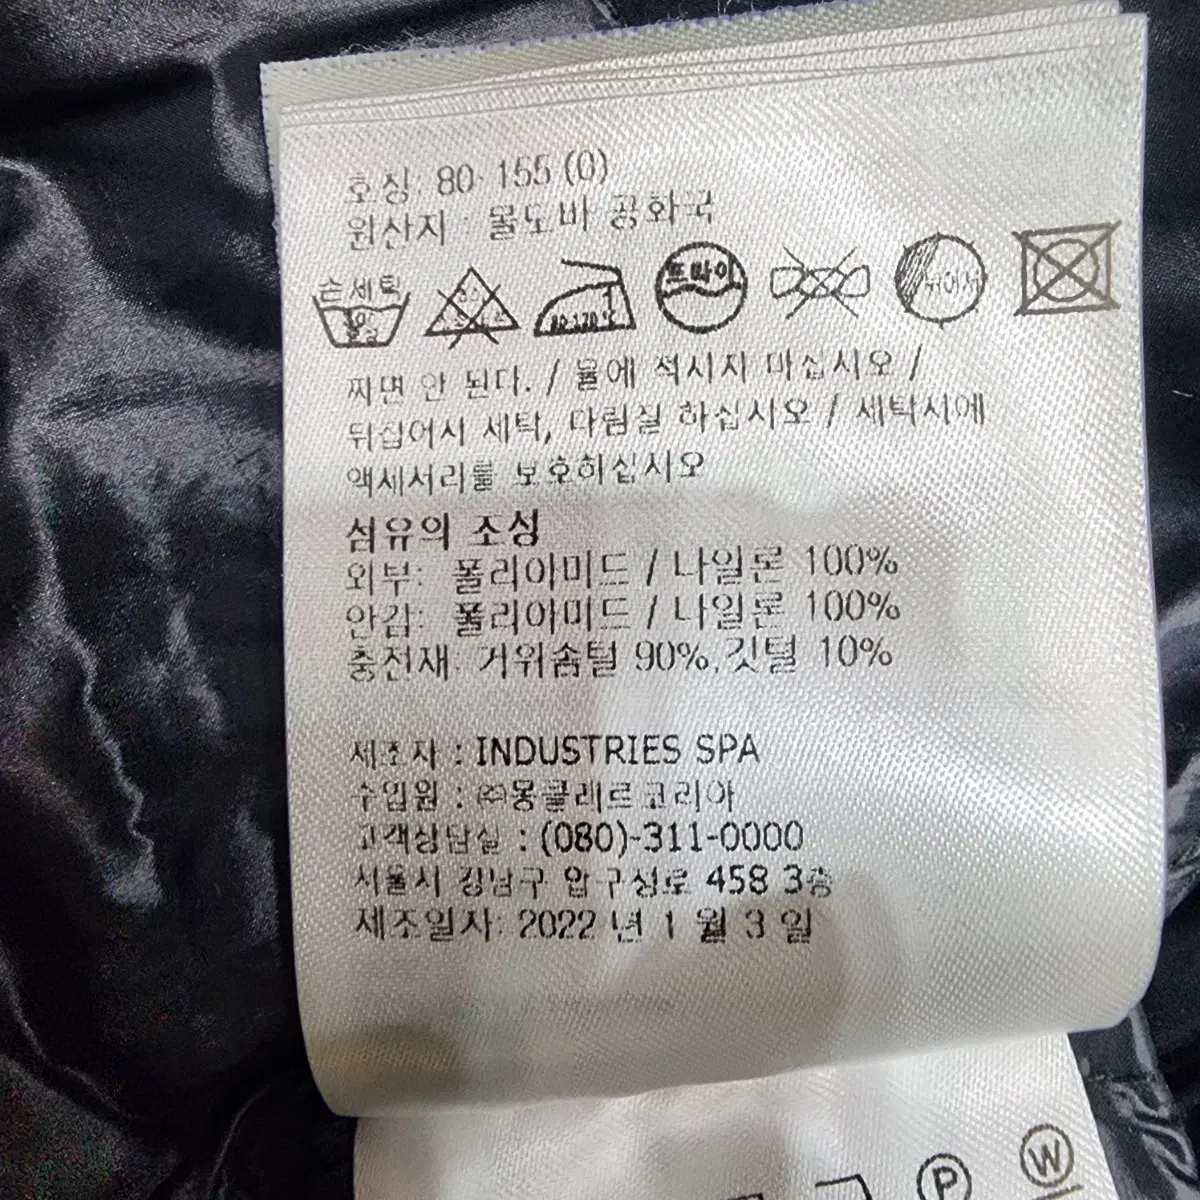 호칭 80-155 (0)
원산지 : 몰도바 공화국
손세탁 드라이 뉘어서
약 80-120℃
짜면 안 된다. / 물에 적시지 마십시오 /
뒤집어서 세탁, 다림질 하십시오 / 세탁시에
액세서리를 보호하십시오
섬유의 조성
외부: 폴리아미드 / 나일론 100%
안감: 폴리아미드 / 나일론 100%
충전재: 거위솜털 90%, 깃털 10%
제조자 : INDUSTRIES SPA
수입원 : ㈜몽클레르코리아
고객상담실 : (080)-311-0000
서울시 강남구 압구정로 458 3층
제조일자: 2022 년 1 월 3 일
P W